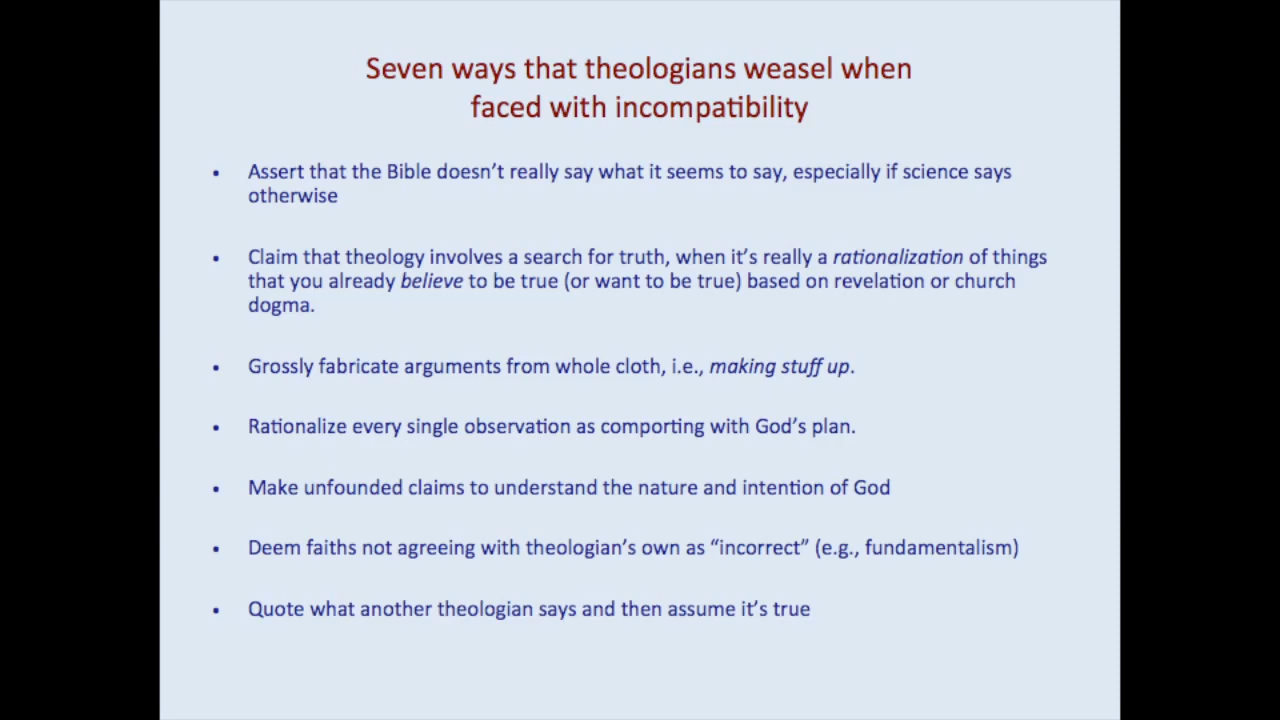 Seven ways that theologians weasel when
faced with incompatibility
• Assert that the Bible doesn’t really say what it seems to say, especially if science says
otherwise
• Claim that theology involves a search for truth, when it’s really a rationalization of things
that you already believe to be true (or want to be true) based on revelation or church
dogma.
• Grossly fabricate arguments from whole cloth, i.e., making stuff up.
• Rationalize every single observation as comporting with God’s plan.
• Make unfounded claims to understand the nature and intention of God
• Deem faiths not agreeing with theologian’s own as “incorrect” (e.g., fundamentalism)
• Quote what another theologian says and then assume it’s true